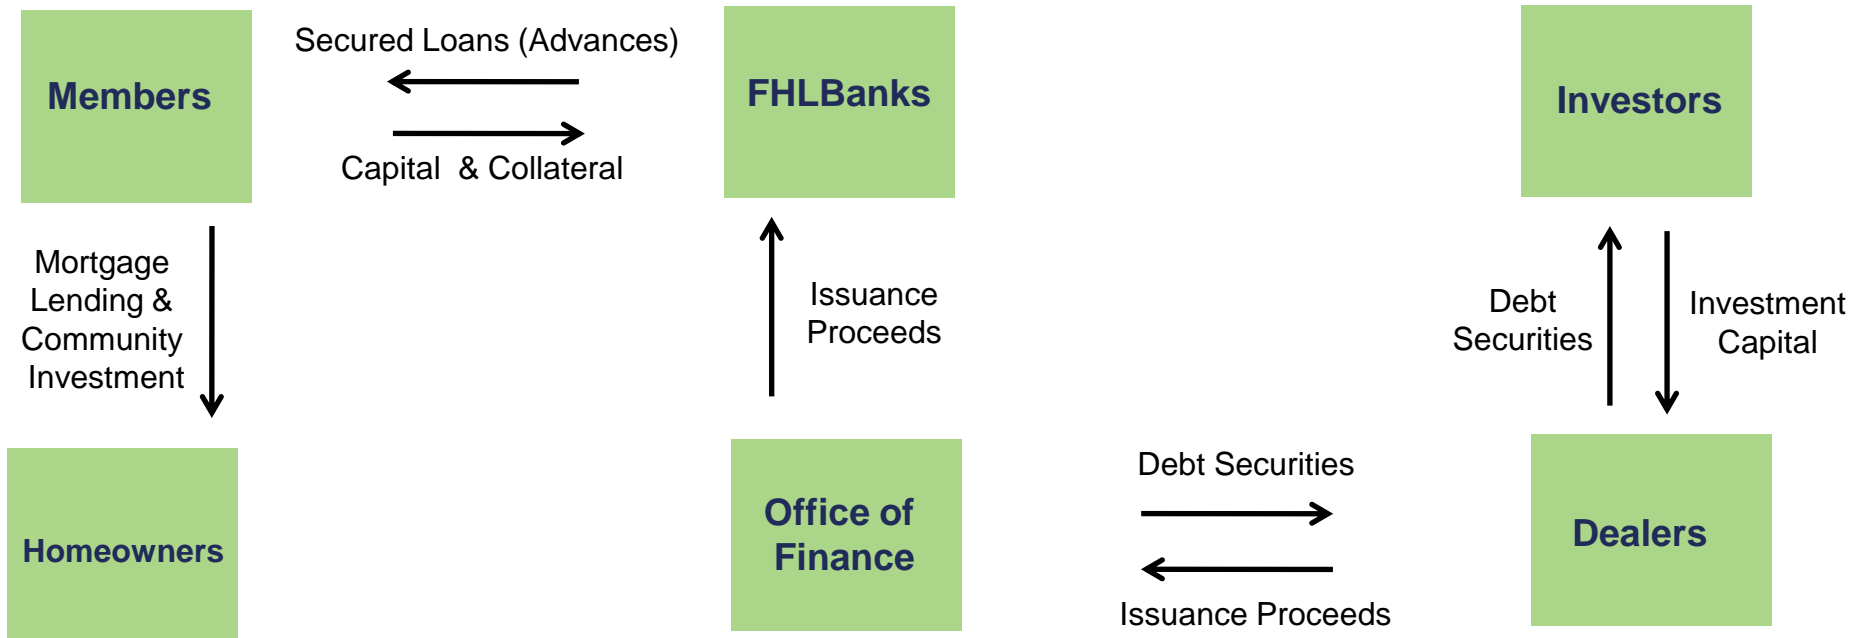 Members
Secured Loans (Advances)
Capital & Collateral
FHLBanks
Investors
Mortgage
Lending &
Community
Investment
Issuance
Proceeds
Debt
Securities
Investment
Capital
Homeowners
Office of
Finance
Debt Securities
Issuance Proceeds
Dealers